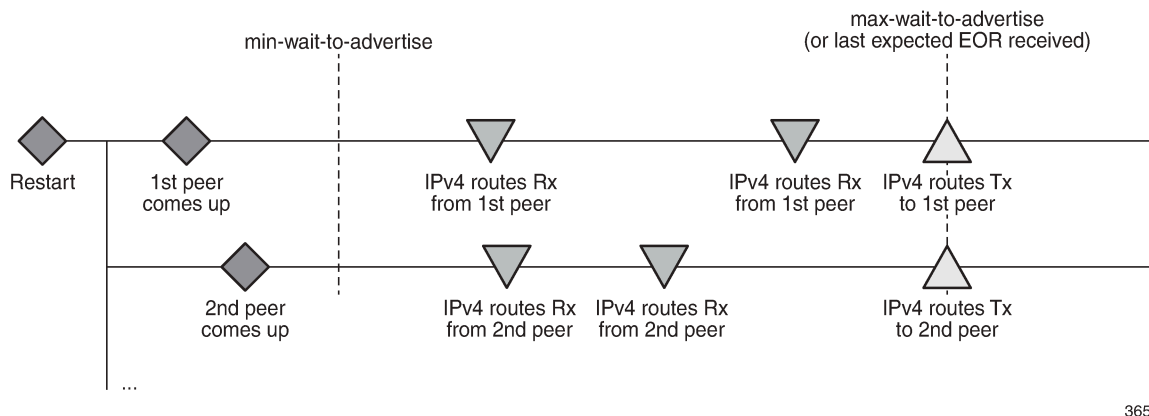 max-wait-to-advertise
(or last expected EOR received)
min-wait-to-advertise
Restart
1st peer
comes up
IPv4 routes Rx
from 1st peer
IPv4 routes Rx
from 1st peer
IPv4 routes Tx
to 1st peer
2nd peer
comes up
IPv4 routes Rx
from 2nd peer
IPv4 routes Rx
from 2nd peer
IPv4 routes Tx
to 2nd peer
...
365